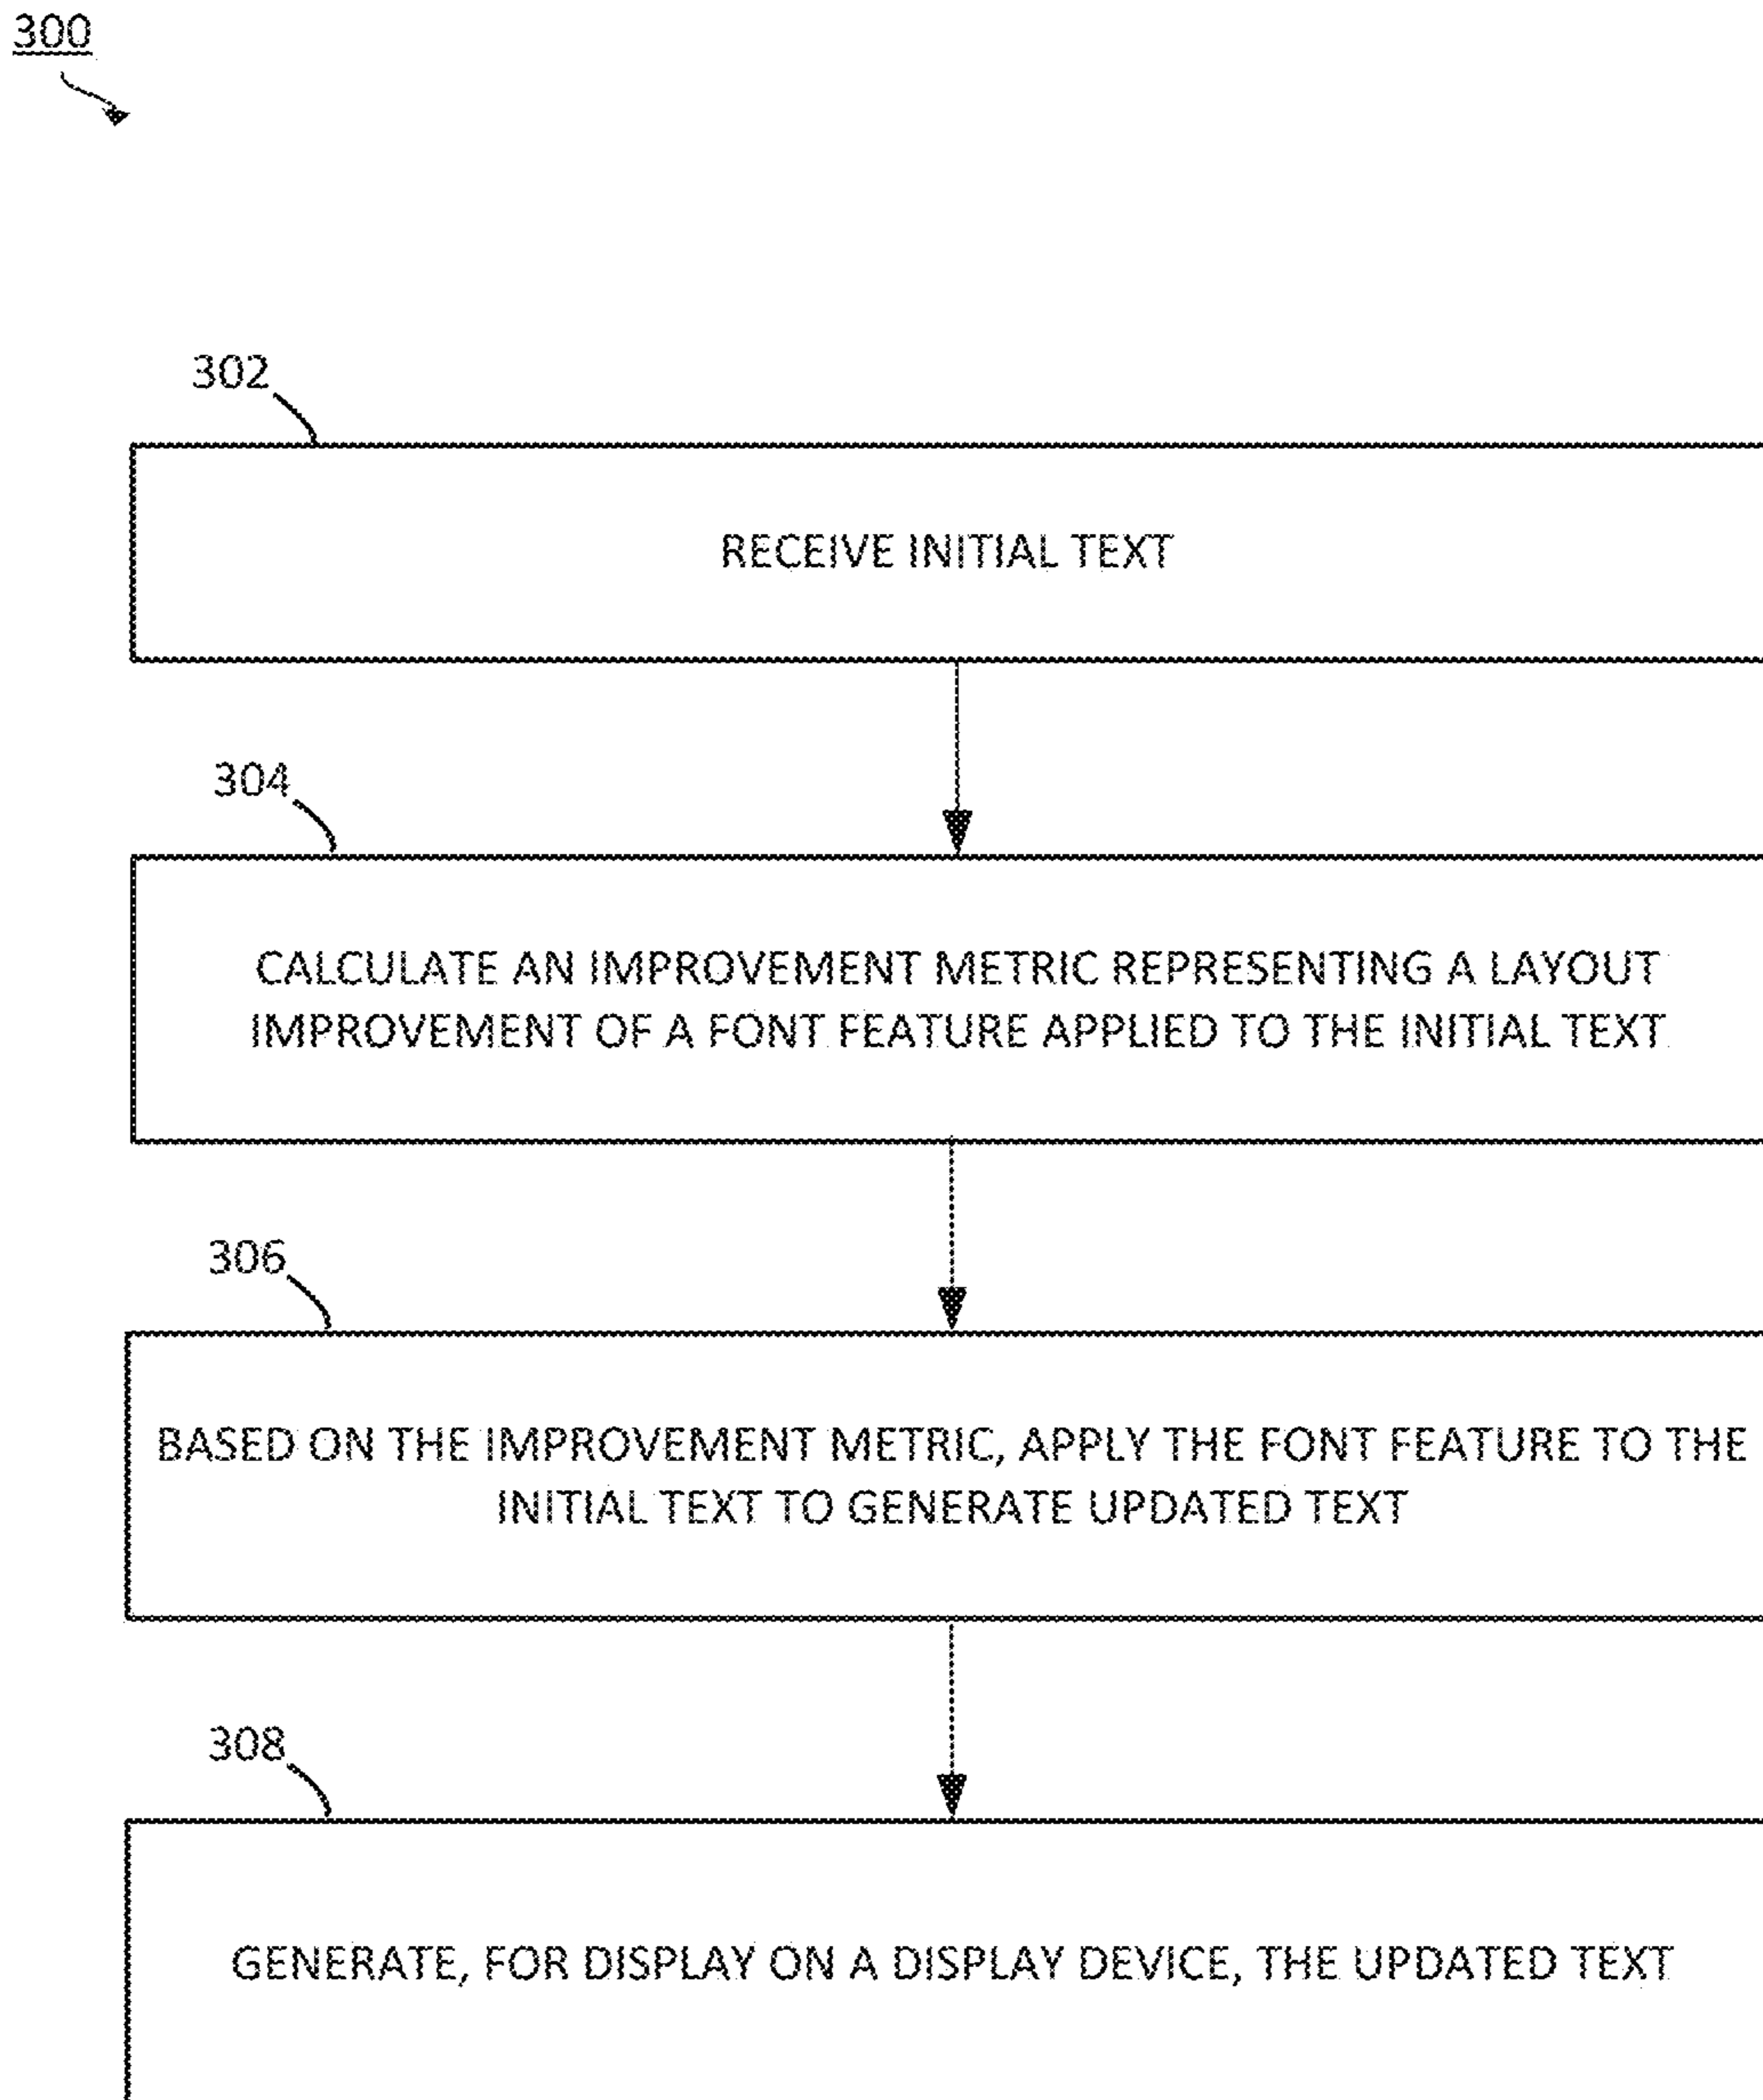 300
302
RECEIVE INITIAL TEXT
304
CALCULATE AN IMPROVEMENT METRIC REPRESENTING A LAYOUT
IMPROVEMENT OF A FONT FEATURE APPLIED TO THE INITIAL TEXT
306
BASED ON THE IMPROVEMENT METRIC, APPLY THE FONT FEATURE TO THE
INITIAL TEXT TO GENERATE UPDATED TEXT
308
GENERATE, FOR DISPLAY ON A DISPLAY DEVICE, THE UPDATED TEXT